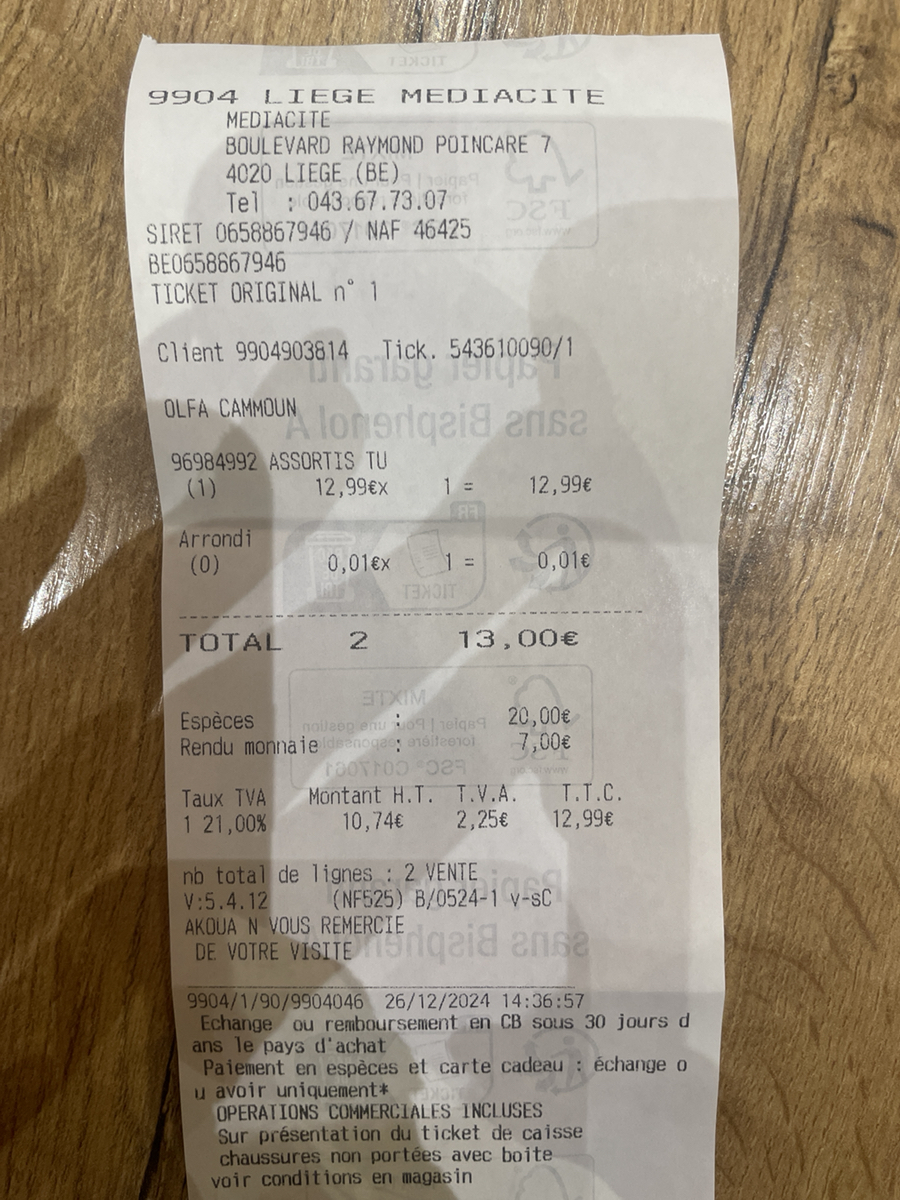 9904 LIEGE MEDIACITE
MEDIACITE
BOULEVARD RAYMOND POINCARE 7
4020 LIEGE (BE)
Tel : 043.67.73.07
SIRET 0658867946 / NAF 46425
BE0658867946
TICKET ORIGINAL n° 1
Client 9904903814 Tick. 543610090/1
OLFA CAMMOUN
96984992 ASSORTIS TU
(1) 12,99€x 1 = 12,99€
Arrondi
(0) 0,01€x 1 = 0,01€
TOTAL 2 13,00€
Espèces : 20,00€
Rendu monnaie : 7,00€
Taux TVA Montant H.T. T.V.A. T.T.C.
1 21,00% 10,74€ 2,25€ 12,99€
nb total de lignes : 2 VENTE
V:5.4.12 (NF525) B/0524-1 v-sC
AKOUA N VOUS REMERCIE
DE VOTRE VISITE
9904/1/90/9904046 26/12/2024 14:36:57
Echange ou remboursement en CB sous 30 jours d
ans le pays d'achat
Paiement en espèces et carte cadeau : échange o
u avoir uniquement*
OPERATIONS COMMERCIALES INCLUSES
Sur présentation du ticket de caisse
chaussures non portées avec boite
voir conditions en magasin